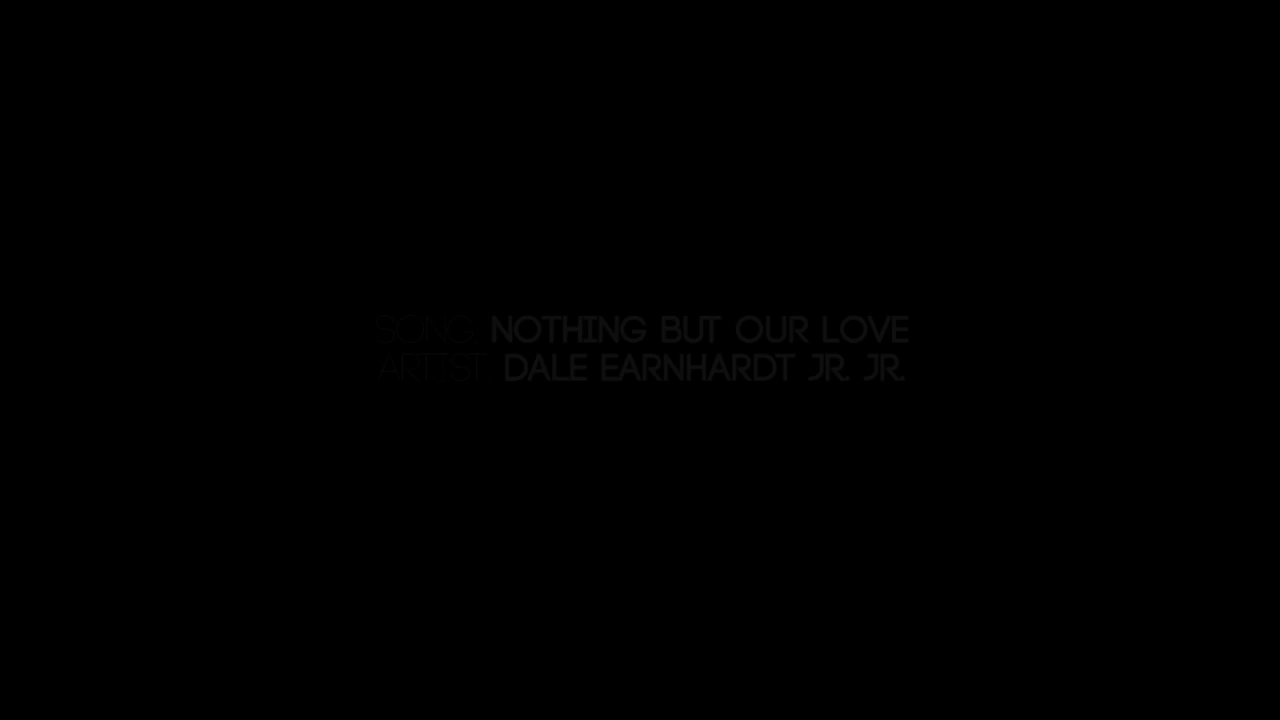 SONG: NOTHING BUT OUR LOVE
ARTIST: DALE EARNHARDT JR. JR.